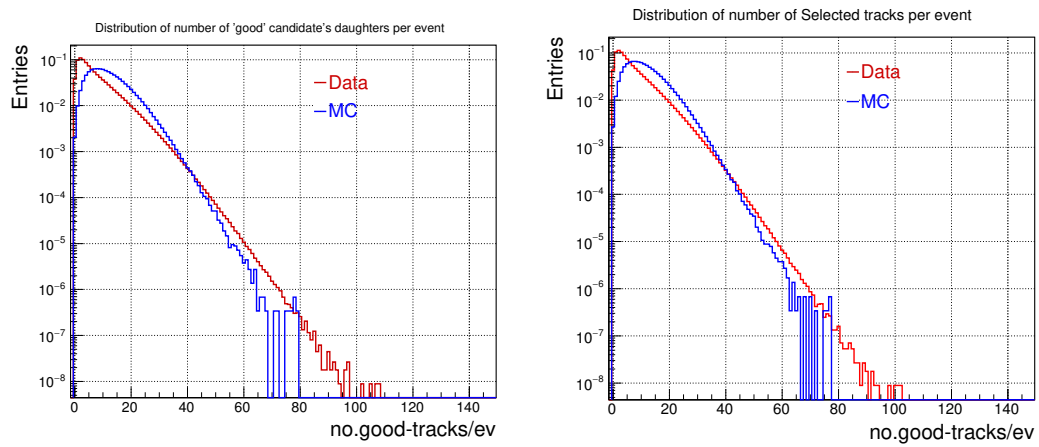 Distribution of number of 'good' candidate's daughters per event
Entries
10⁻¹
10⁻²
10⁻³
10⁻⁴
10⁻⁵
10⁻⁶
10⁻⁷
10⁻⁸
Data
MC
0 20 40 60 80 100 120 140
no.good-tracks/ev
Distribution of number of Selected tracks per event
Entries
10⁻¹
10⁻²
10⁻³
10⁻⁴
10⁻⁵
10⁻⁶
10⁻⁷
10⁻⁸
Data
MC
0 20 40 60 80 100 120 140
no.good-tracks/ev